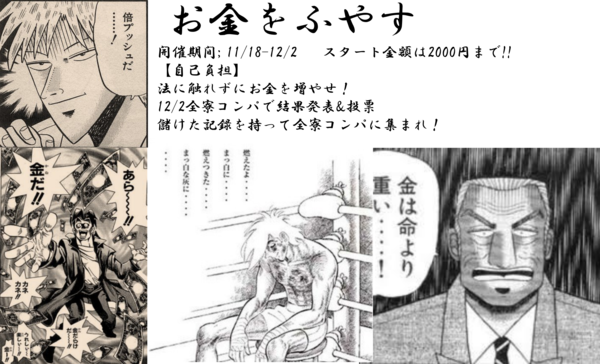 お金をふやす
開催期間; 11/18-12/2　スタート金額は2000円まで!!
【自己負担】
法に触れずにお金を増やせ！
12/2全寮コンパで結果発表&投票
儲けた記録を持って全寮コンパに集まれ！
倍プッシュだ
……！
あら〜〜!!
金だ!!
カネ
カネ!
燃えたよ‥‥
まっ白に‥‥
燃えつきた‥‥
まっ白な灰に‥‥
‥‥
金は命より
重い‥‥！